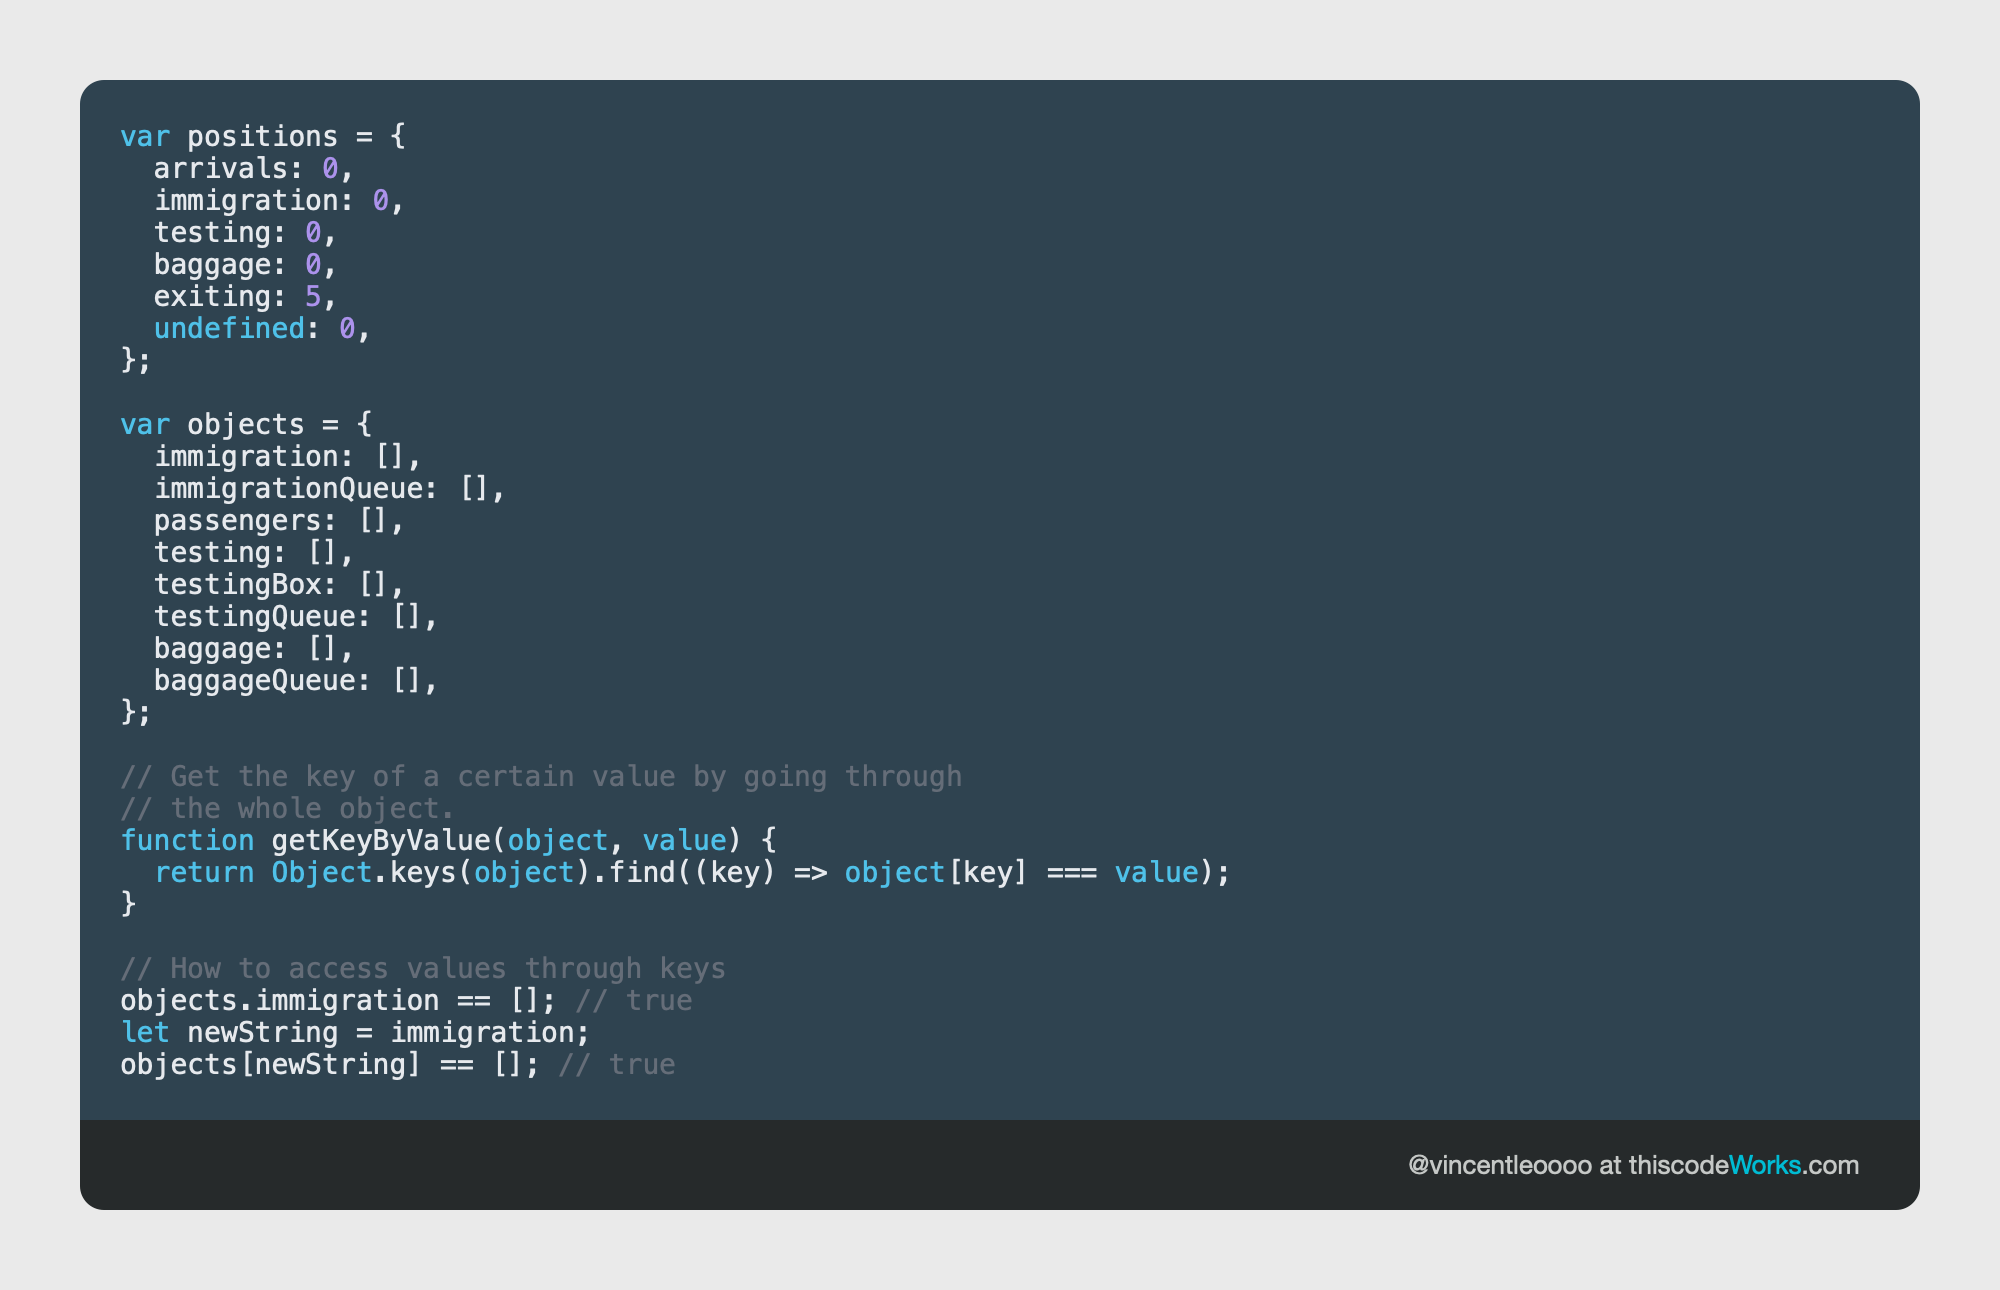 var positions = {
  arrivals: 0,
  immigration: 0,
  testing: 0,
  baggage: 0,
  exiting: 5,
  undefined: 0,
};

var objects = {
  immigration: [],
  immigrationQueue: [],
  passengers: [],
  testing: [],
  testingBox: [],
  testingQueue: [],
  baggage: [],
  baggageQueue: [],
};

// Get the key of a certain value by going through
// the whole object.
function getKeyByValue(object, value) {
  return Object.keys(object).find((key) => object[key] === value);
}

// How to access values through keys
objects.immigration == []; // true
let newString = immigration;
objects[newString] == []; // true
@vincentleoooo at thiscodeWorks.com